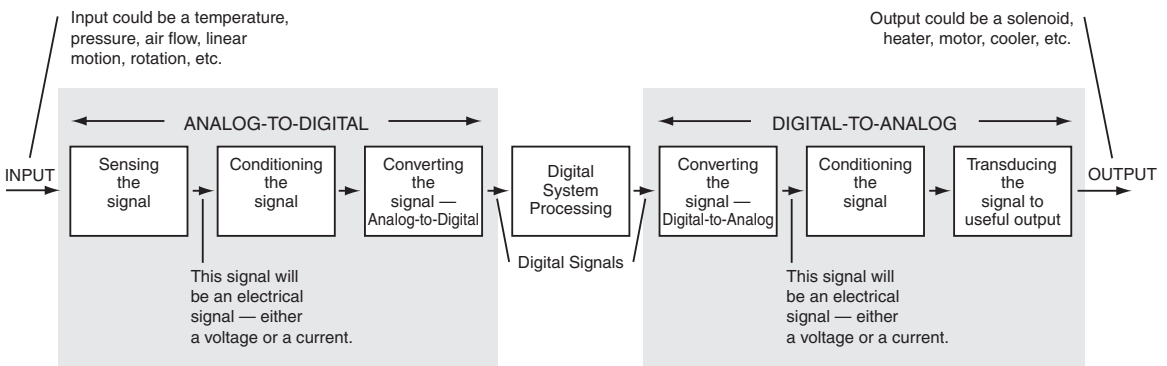 Input could be a temperature,
pressure, air flow, linear
motion, rotation, etc.
Output could be a solenoid,
heater, motor, cooler, etc.
ANALOG-TO-DIGITAL
DIGITAL-TO-ANALOG
INPUT
Sensing
the
signal
Conditioning
the
signal
Converting
the
signal —
Analog-to-Digital
Digital
System
Processing
Converting
the
signal —
Digital-to-Analog
Conditioning
the
signal
Transducing
the
signal to
useful output
OUTPUT
This signal will
be an electrical
signal — either
a voltage or a current.
Digital Signals
This signal will
be an electrical
signal — either
a voltage or a current.